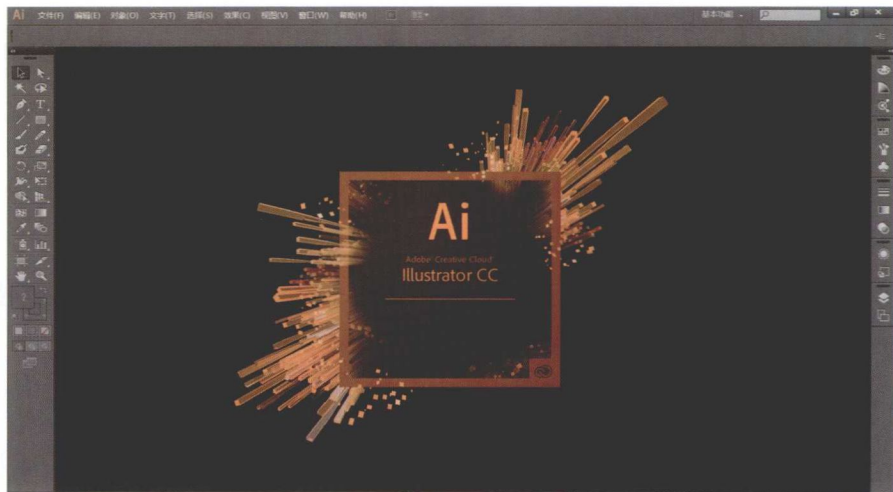 Ai 文件(F) 编辑(E) 对象(O) 文字(T) 选择(S) 效果(C) 视图(V) 窗口(W) 帮助(H) 基本功能
Ai
Adobe® Creative Cloud®
Illustrator CC